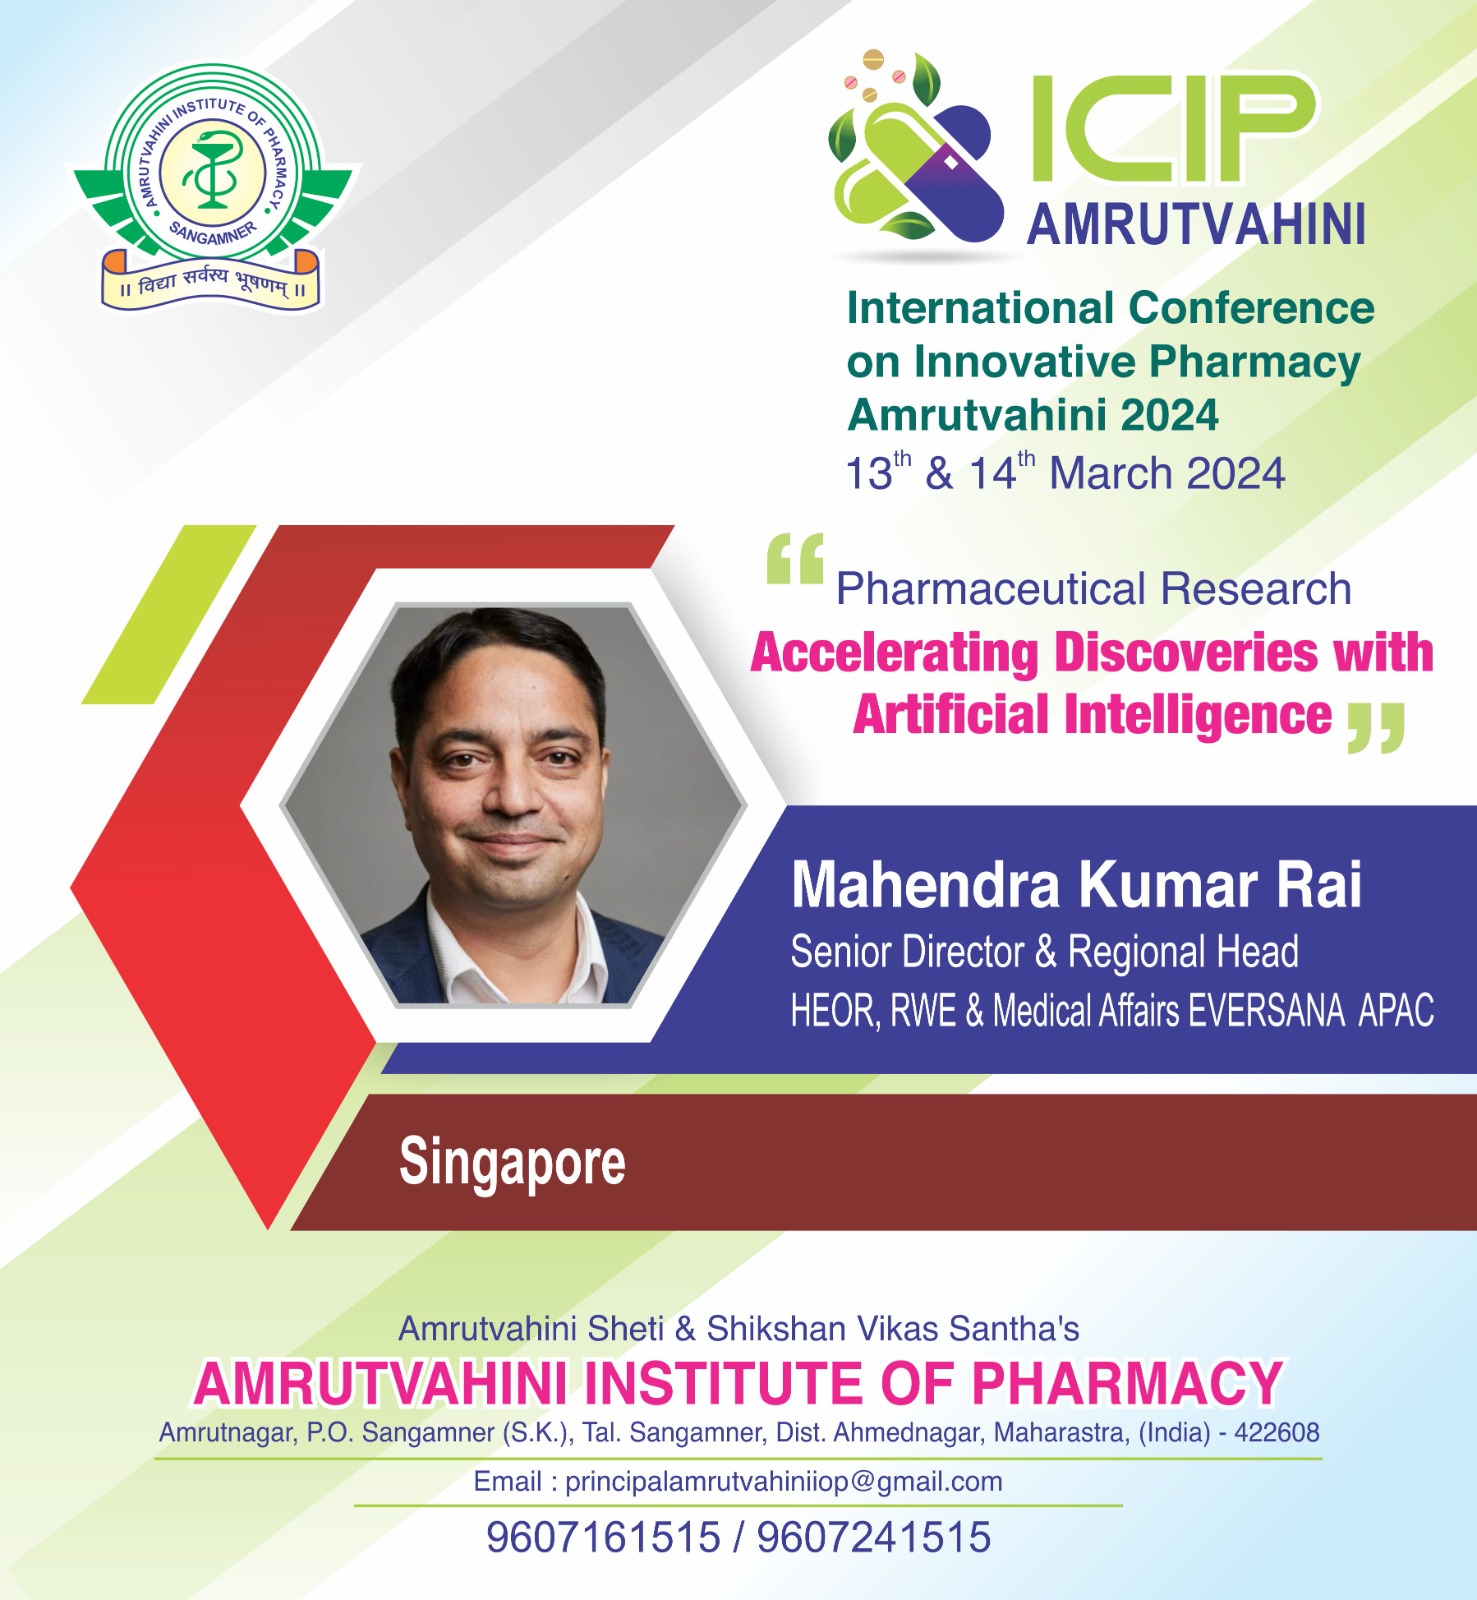 AMRUTVAHINI INSTITUTE OF PHARMACY
SANGAMNER
॥ विद्या सर्वस्य भूषणम् ॥
ICIP
AMRUTVAHINI
International Conference
on Innovative Pharmacy
Amrutvahini 2024
13th & 14th March 2024
“ Pharmaceutical Research
Accelerating Discoveries with
Artificial Intelligence ”
Mahendra Kumar Rai
Senior Director & Regional Head
HEOR, RWE & Medical Affairs EVERSANA APAC
Singapore
Amrutvahini Sheti & Shikshan Vikas Santha's
AMRUTVAHINI INSTITUTE OF PHARMACY
Amrutnagar, P.O. Sangamner (S.K.), Tal. Sangamner, Dist. Ahmednagar, Maharastra, (India) - 422608
Email : principalamrutvahiniiop@gmail.com
9607161515 / 9607241515